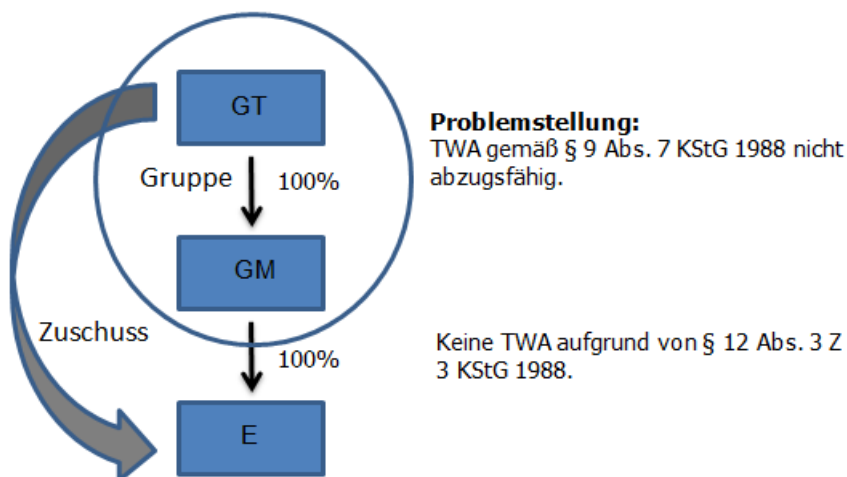 GT
Problemstellung:
TWA gemäß § 9 Abs. 7 KStG 1988 nicht
abzugsfähig.
Gruppe
100%
GM
Zuschuss
100%
Keine TWA aufgrund von § 12 Abs. 3 Z
3 KStG 1988.
E